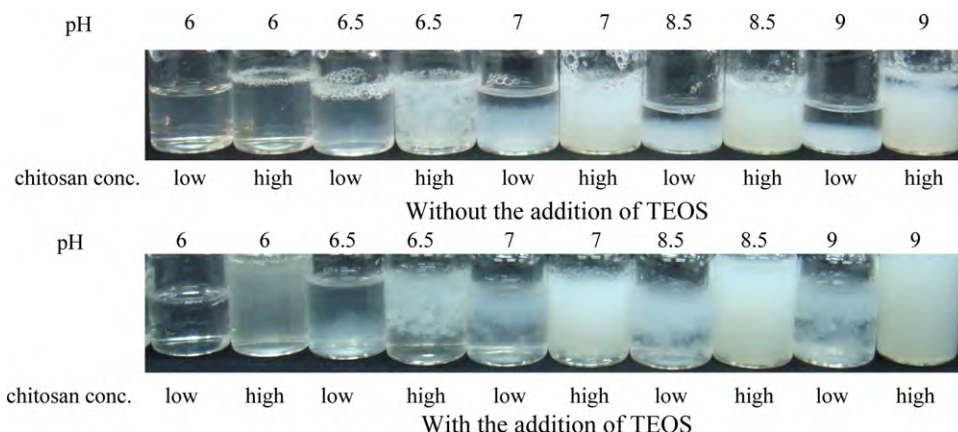 pH 6 6 6.5 6.5 7 7 8.5 8.5 9 9
chitosan conc. low high low high low high low high low high
Without the addition of TEOS
pH 6 6 6.5 6.5 7 7 8.5 8.5 9 9
chitosan conc. low high low high low high low high low high
With the addition of TEOS